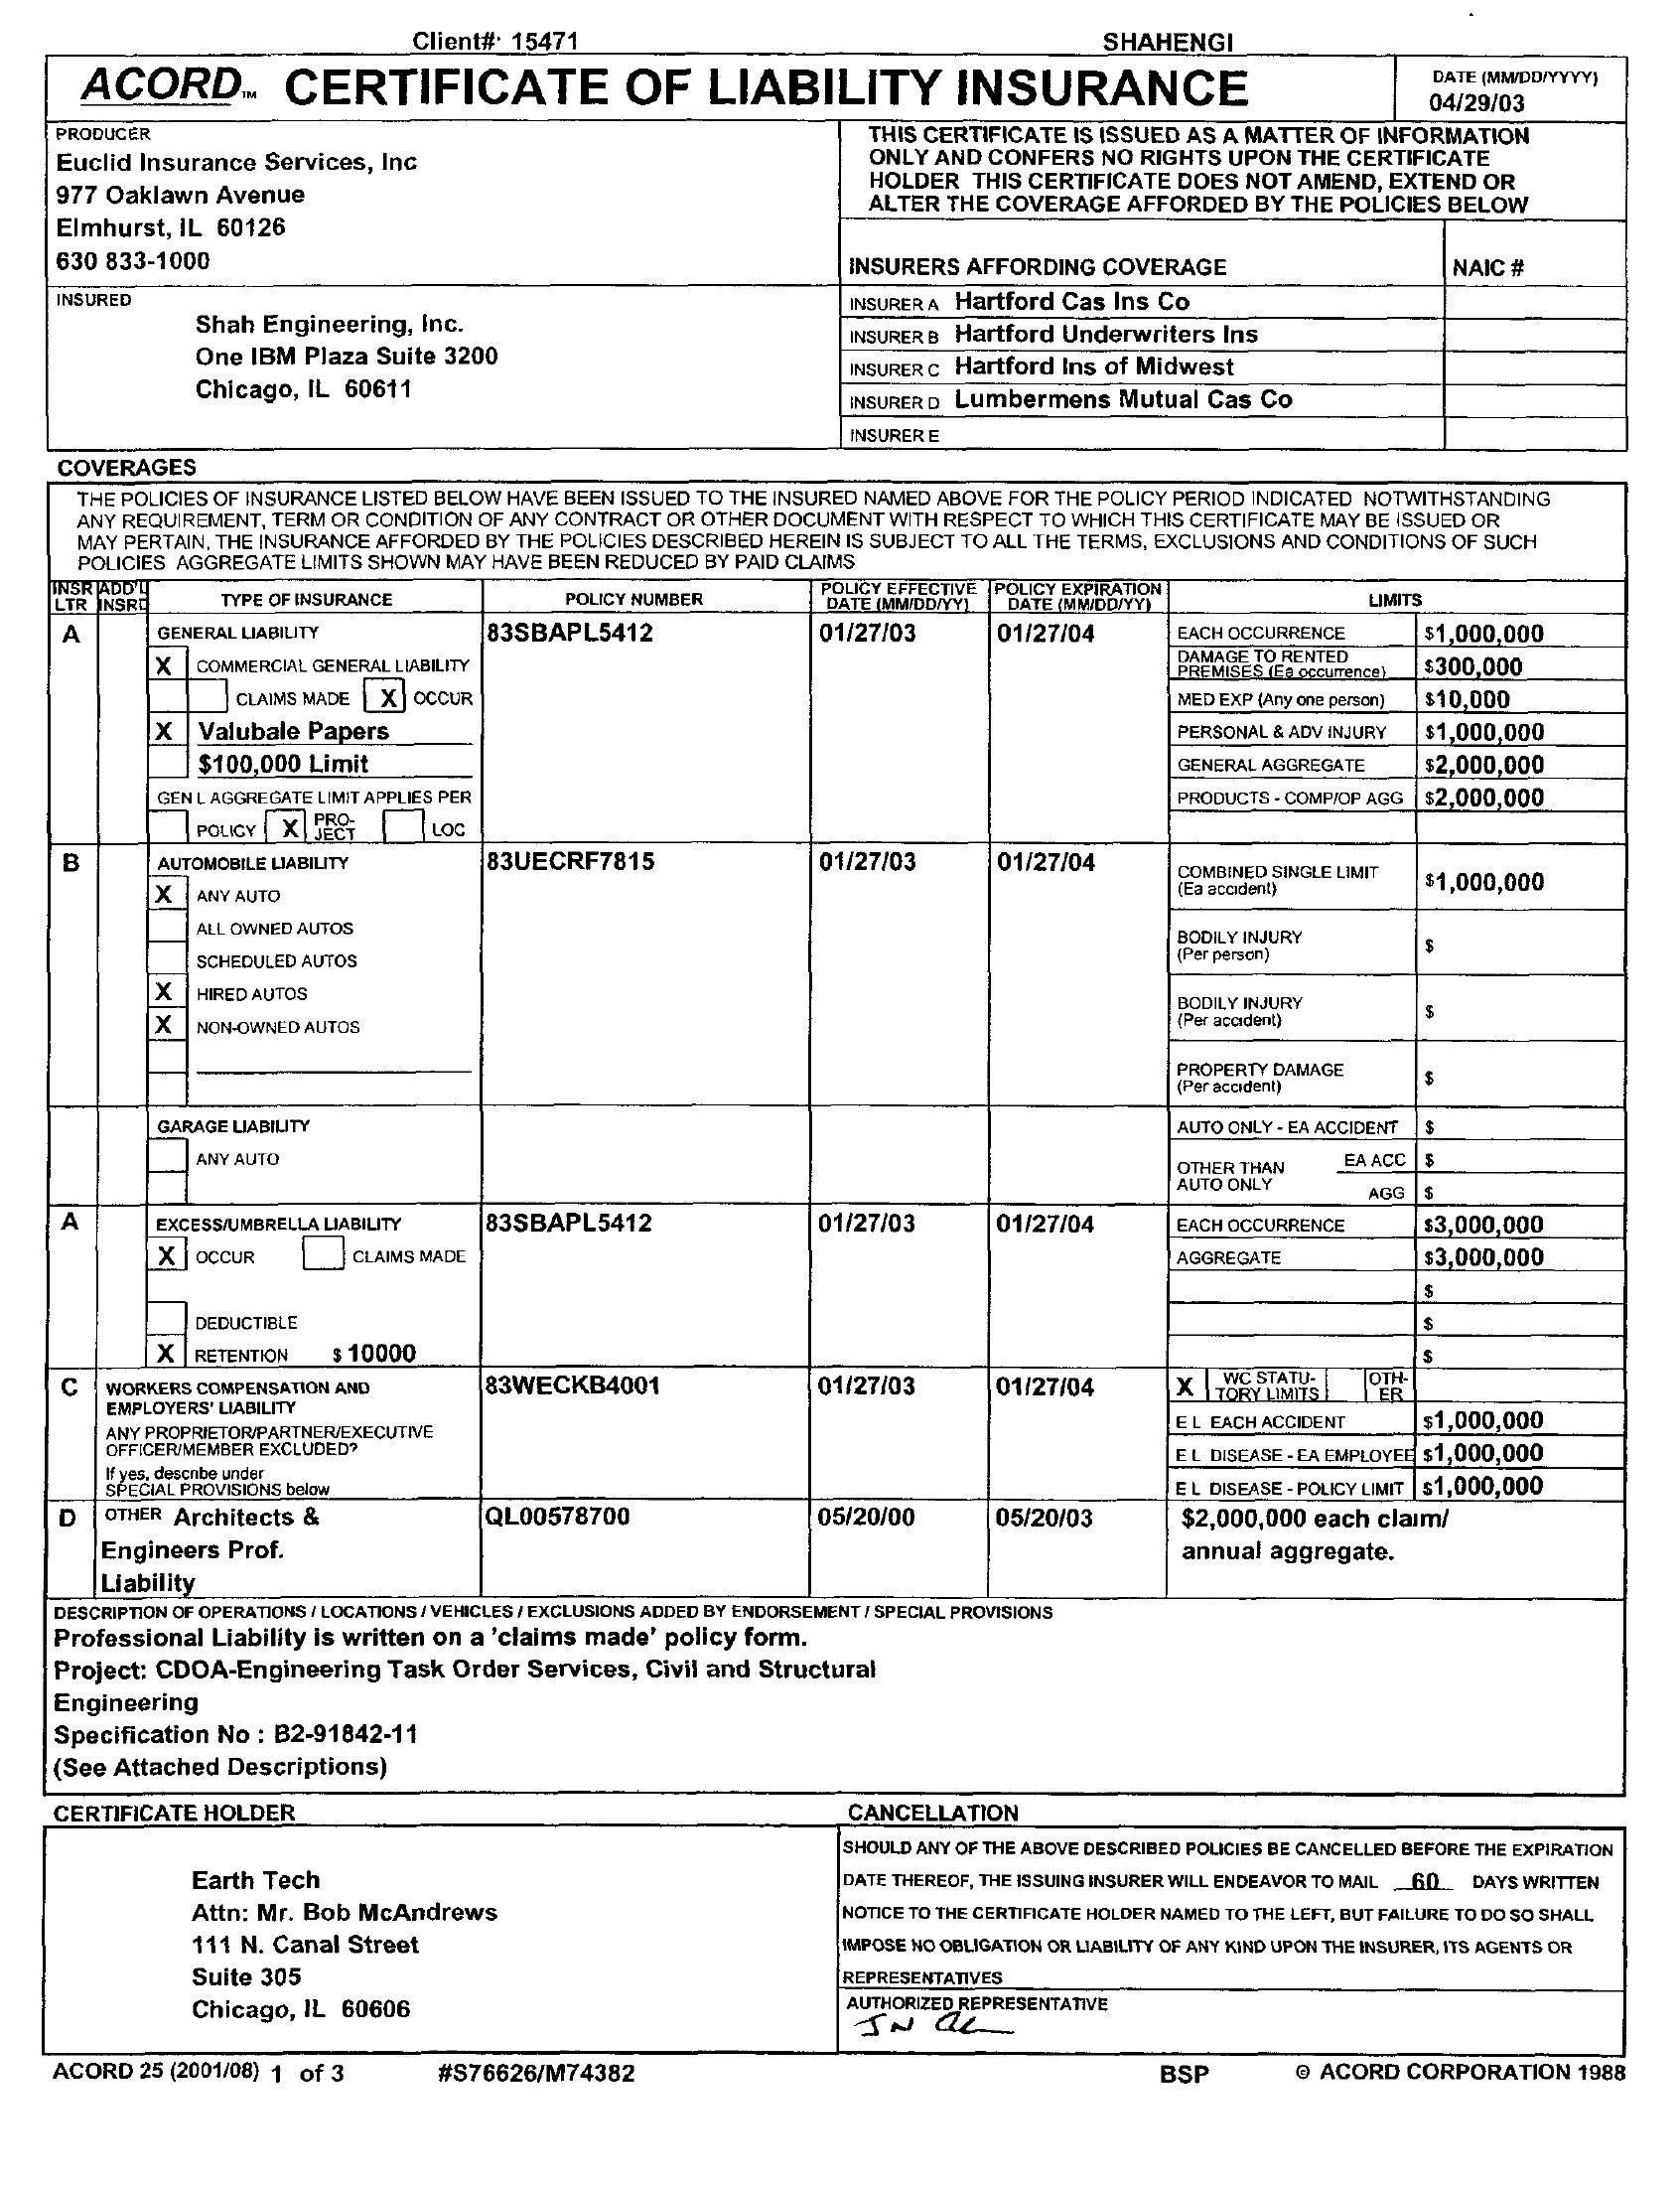 Client#: 15471 SHAHENGI
ACORD™ CERTIFICATE OF LIABILITY INSURANCE
DATE (MM/DD/YYYY)
04/29/03
PRODUCER
Euclid Insurance Services, Inc
977 Oaklawn Avenue
Elmhurst, IL 60126
630 833-1000
THIS CERTIFICATE IS ISSUED AS A MATTER OF INFORMATION
ONLY AND CONFERS NO RIGHTS UPON THE CERTIFICATE
HOLDER THIS CERTIFICATE DOES NOT AMEND, EXTEND OR
ALTER THE COVERAGE AFFORDED BY THE POLICIES BELOW
INSURERS AFFORDING COVERAGE NAIC #
INSURED
Shah Engineering, Inc.
One IBM Plaza Suite 3200
Chicago, IL 60611
INSURER A Hartford Cas Ins Co
INSURER B Hartford Underwriters Ins
INSURER C Hartford Ins of Midwest
INSURER D Lumbermens Mutual Cas Co
INSURER E
COVERAGES
THE POLICIES OF INSURANCE LISTED BELOW HAVE BEEN ISSUED TO THE INSURED NAMED ABOVE FOR THE POLICY PERIOD INDICATED NOTWITHSTANDING
ANY REQUIREMENT, TERM OR CONDITION OF ANY CONTRACT OR OTHER DOCUMENT WITH RESPECT TO WHICH THIS CERTIFICATE MAY BE ISSUED OR
MAY PERTAIN, THE INSURANCE AFFORDED BY THE POLICIES DESCRIBED HEREIN IS SUBJECT TO ALL THE TERMS, EXCLUSIONS AND CONDITIONS OF SUCH
POLICIES AGGREGATE LIMITS SHOWN MAY HAVE BEEN REDUCED BY PAID CLAIMS
INSR LTR ADD'L INSRD TYPE OF INSURANCE POLICY NUMBER POLICY EFFECTIVE DATE (MM/DD/YY) POLICY EXPIRATION DATE (MM/DD/YY) LIMITS
A GENERAL LIABILITY 83SBAPL5412 01/27/03 01/27/04 EACH OCCURRENCE $1,000,000
X COMMERCIAL GENERAL LIABILITY DAMAGE TO RENTED PREMISES (Ea occurrence) $300,000
CLAIMS MADE X OCCUR MED EXP (Any one person) $10,000
X Valubale Papers PERSONAL & ADV INJURY $1,000,000
$100,000 Limit GENERAL AGGREGATE $2,000,000
GEN L AGGREGATE LIMIT APPLIES PER PRODUCTS - COMP/OP AGG $2,000,000
POLICY X PRO-JECT LOC
B AUTOMOBILE LIABILITY 83UECRF7815 01/27/03 01/27/04 COMBINED SINGLE LIMIT (Ea accident) $1,000,000
X ANY AUTO
ALL OWNED AUTOS BODILY INJURY (Per person) $
SCHEDULED AUTOS
X HIRED AUTOS BODILY INJURY (Per accident) $
X NON-OWNED AUTOS
PROPERTY DAMAGE (Per accident) $
GARAGE LIABILITY AUTO ONLY - EA ACCIDENT $
ANY AUTO OTHER THAN AUTO ONLY EA ACC $
AGG $
A EXCESS/UMBRELLA LIABILITY 83SBAPL5412 01/27/03 01/27/04 EACH OCCURRENCE $3,000,000
X OCCUR CLAIMS MADE AGGREGATE $3,000,000
$
DEDUCTIBLE $
X RETENTION $ 10000 $
C WORKERS COMPENSATION AND EMPLOYERS' LIABILITY 83WECKB4001 01/27/03 01/27/04 X WC STATU-TORY LIMITS OTH-ER
ANY PROPRIETOR/PARTNER/EXECUTIVE E L EACH ACCIDENT $1,000,000
OFFICER/MEMBER EXCLUDED? E L DISEASE - EA EMPLOYEE $1,000,000
If yes, describe under
SPECIAL PROVISIONS below E L DISEASE - POLICY LIMIT $1,000,000
D OTHER Architects & QL00578700 05/20/00 05/20/03 $2,000,000 each claim/
Engineers Prof. annual aggregate.
Liability
DESCRIPTION OF OPERATIONS / LOCATIONS / VEHICLES / EXCLUSIONS ADDED BY ENDORSEMENT / SPECIAL PROVISIONS
Professional Liability is written on a 'claims made' policy form.
Project: CDOA-Engineering Task Order Services, Civil and Structural
Engineering
Specification No : B2-91842-11
(See Attached Descriptions)
CERTIFICATE HOLDER
Earth Tech
Attn: Mr. Bob McAndrews
111 N. Canal Street
Suite 305
Chicago, IL 60606
CANCELLATION
SHOULD ANY OF THE ABOVE DESCRIBED POLICIES BE CANCELLED BEFORE THE EXPIRATION
DATE THEREOF, THE ISSUING INSURER WILL ENDEAVOR TO MAIL 60 DAYS WRITTEN
NOTICE TO THE CERTIFICATE HOLDER NAMED TO THE LEFT, BUT FAILURE TO DO SO SHALL
IMPOSE NO OBLIGATION OR LIABILITY OF ANY KIND UPON THE INSURER, ITS AGENTS OR
REPRESENTATIVES
AUTHORIZED REPRESENTATIVE
ACORD 25 (2001/08) 1 of 3 #S76626/M74382 BSP © ACORD CORPORATION 1988